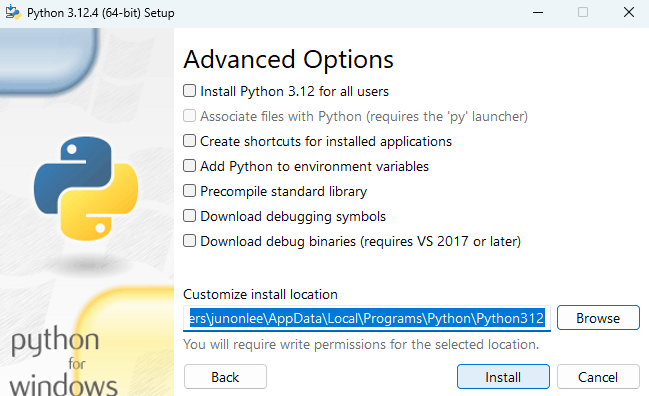 Python 3.12.4 (64-bit) Setup
Advanced Options
Install Python 3.12 for all users
Associate files with Python (requires the 'py' launcher)
Create shortcuts for installed applications
Add Python to environment variables
Precompile standard library
Download debugging symbols
Download debug binaries (requires VS 2017 or later)
Customize install location
ers\junonlee\AppData\Local\Programs\Python\Python312
Browse
You will require write permissions for the selected location.
python
for
windows
Back
Install
Cancel